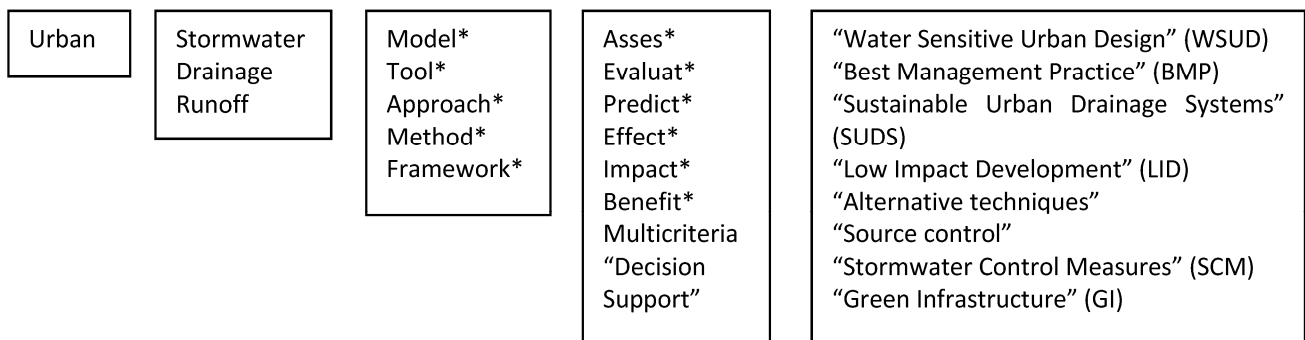 Urban
Stormwater
Drainage
Runoff
Model*
Tool*
Approach*
Method*
Framework*
Asses*
Evaluat*
Predict*
Effect*
Impact*
Benefit*
Multicriteria
“Decision
Support”
“Water Sensitive Urban Design” (WSUD)
“Best Management Practice” (BMP)
“Sustainable Urban Drainage Systems”
(SUDS)
“Low Impact Development” (LID)
“Alternative techniques”
“Source control”
“Stormwater Control Measures” (SCM)
“Green Infrastructure” (GI)